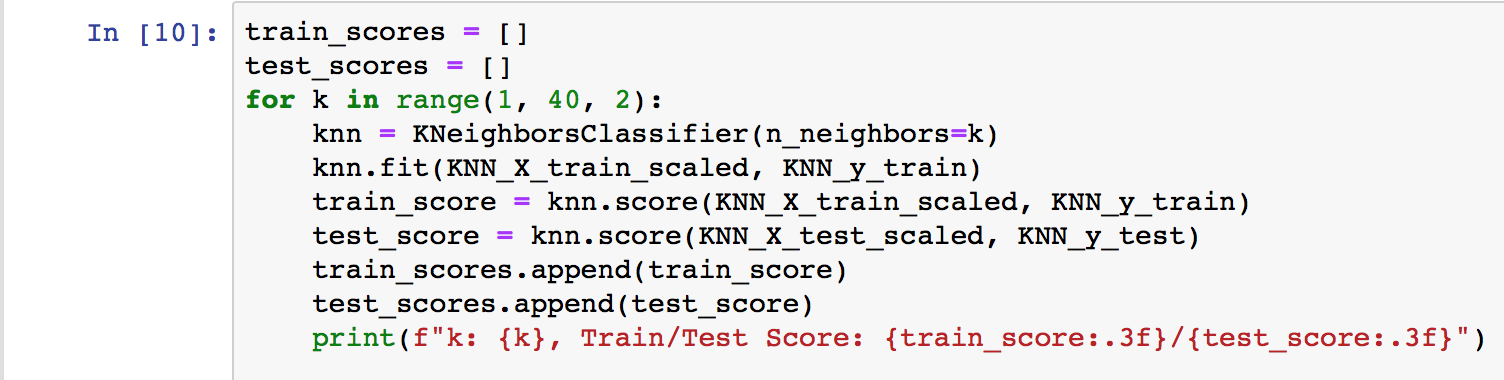 In [10]: train_scores = []
test_scores = []
for k in range(1, 40, 2):
    knn = KNeighborsClassifier(n_neighbors=k)
    knn.fit(KNN_X_train_scaled, KNN_y_train)
    train_score = knn.score(KNN_X_train_scaled, KNN_y_train)
    test_score = knn.score(KNN_X_test_scaled, KNN_y_test)
    train_scores.append(train_score)
    test_scores.append(test_score)
    print(f"k: {k}, Train/Test Score: {train_score:.3f}/{test_score:.3f}")